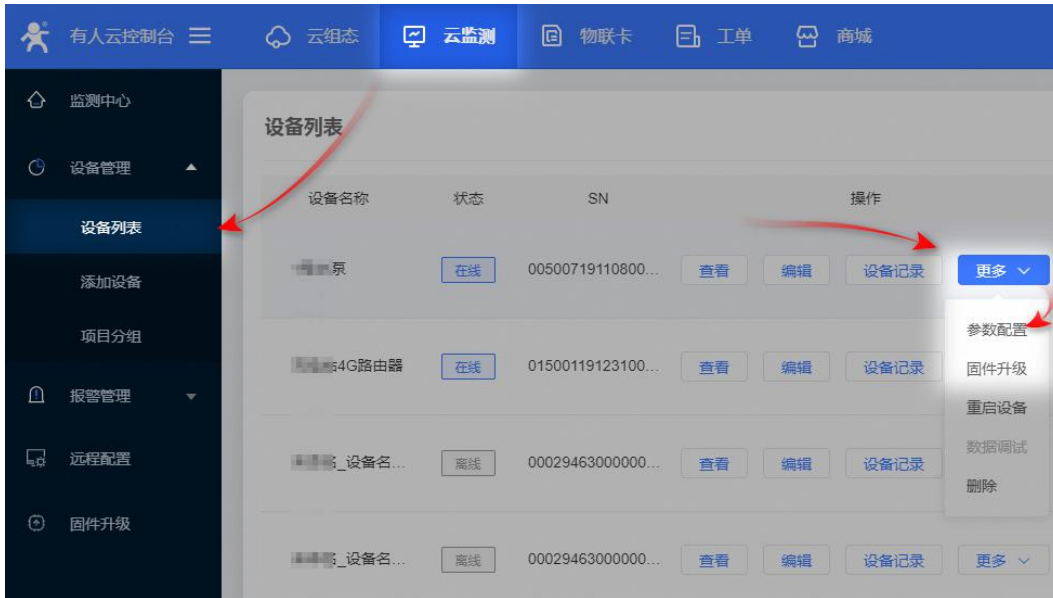 有人云控制台 云组态 云监测 物联卡 工单 商城
监测中心
设备管理
设备列表
添加设备
项目分组
报警管理
远程配置
固件升级
设备列表
设备名称 状态 SN 操作
泵 在线 00500719110800... 查看 编辑 设备记录 更多
4G路由器 在线 01500119123100... 查看 编辑 设备记录
_设备名... 离线 00029463000000... 查看 编辑 设备记录
_设备名... 离线 00029463000000... 查看 编辑 设备记录 更多
参数配置
固件升级
重启设备
数据调试
删除